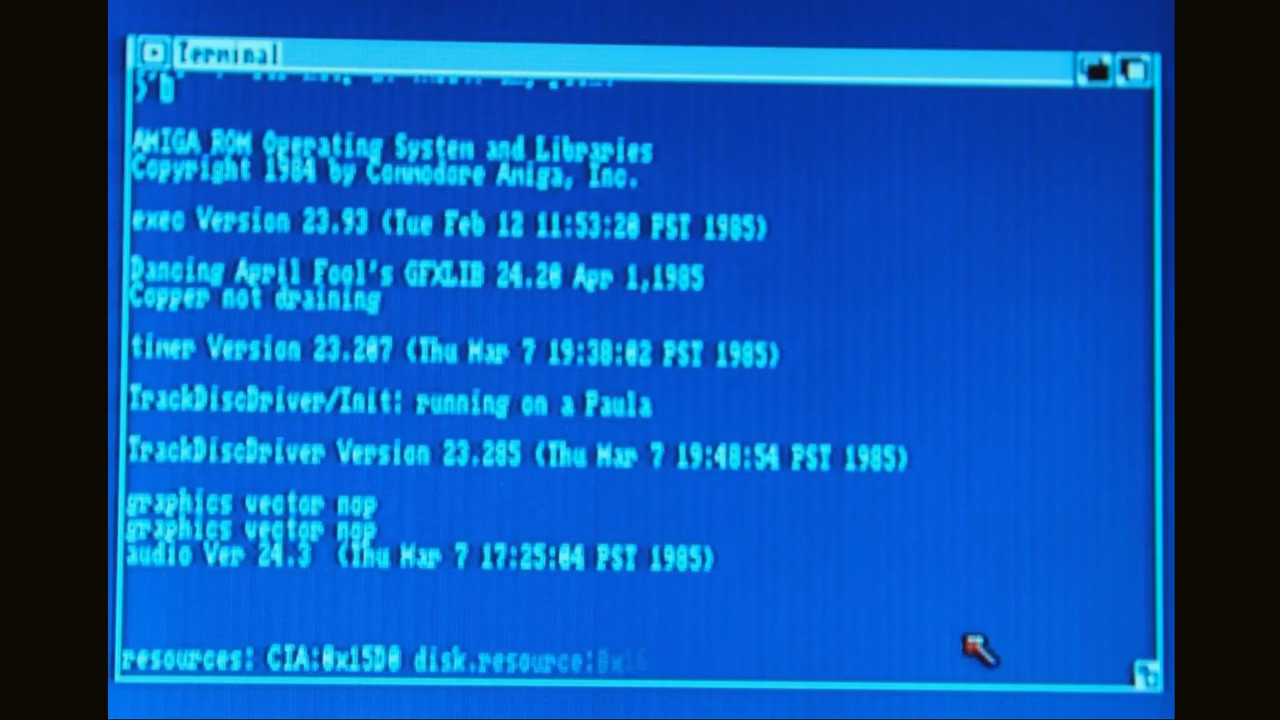 Terminal
>
AMIGA ROM Operating System and Libraries
Copyright 1984 by Commodore Amiga, Inc.
exec Version 23.93 (Tue Feb 12 11:53:20 PST 1985)
Dancing April Fool's GFXLIB 24.20 Apr 1,1985
Copper not draining
timer Version 23.207 (Thu Mar 7 19:38:02 PST 1985)
TrackDiscDriver/Init: running on a Paula
TrackDiscDriver Version 23.285 (Thu Mar 7 19:48:54 PST 1985)
graphics vector nop
graphics vector nop
audio Ver 24.3 (Thu Mar 7 17:25:04 PST 1985)
resources: CIA:0x15D0 disk.resource:0x16